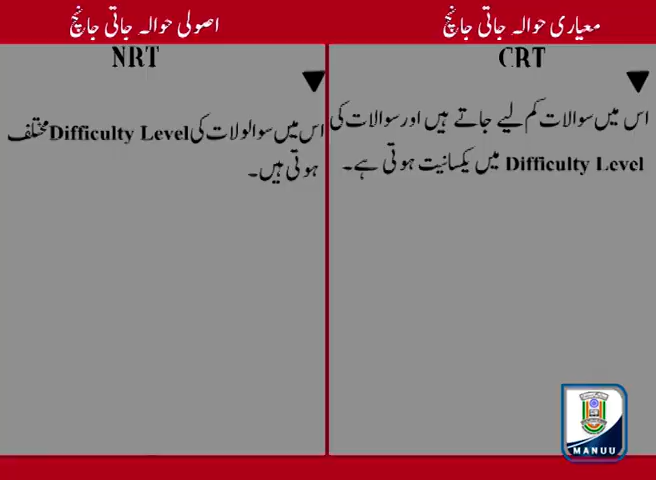 معیاری حوالہ جاتی جانچ
CRT
اس میں سوالات کم لیے جاتے ہیں اور سوالات کی
Difficulty Level میں یکسانیت ہوتی ہے۔
اصولی حوالہ جاتی جانچ
NRT
اس میں سوالولات کی Difficulty Level مختلف
ہوتی ہیں۔
MANUU